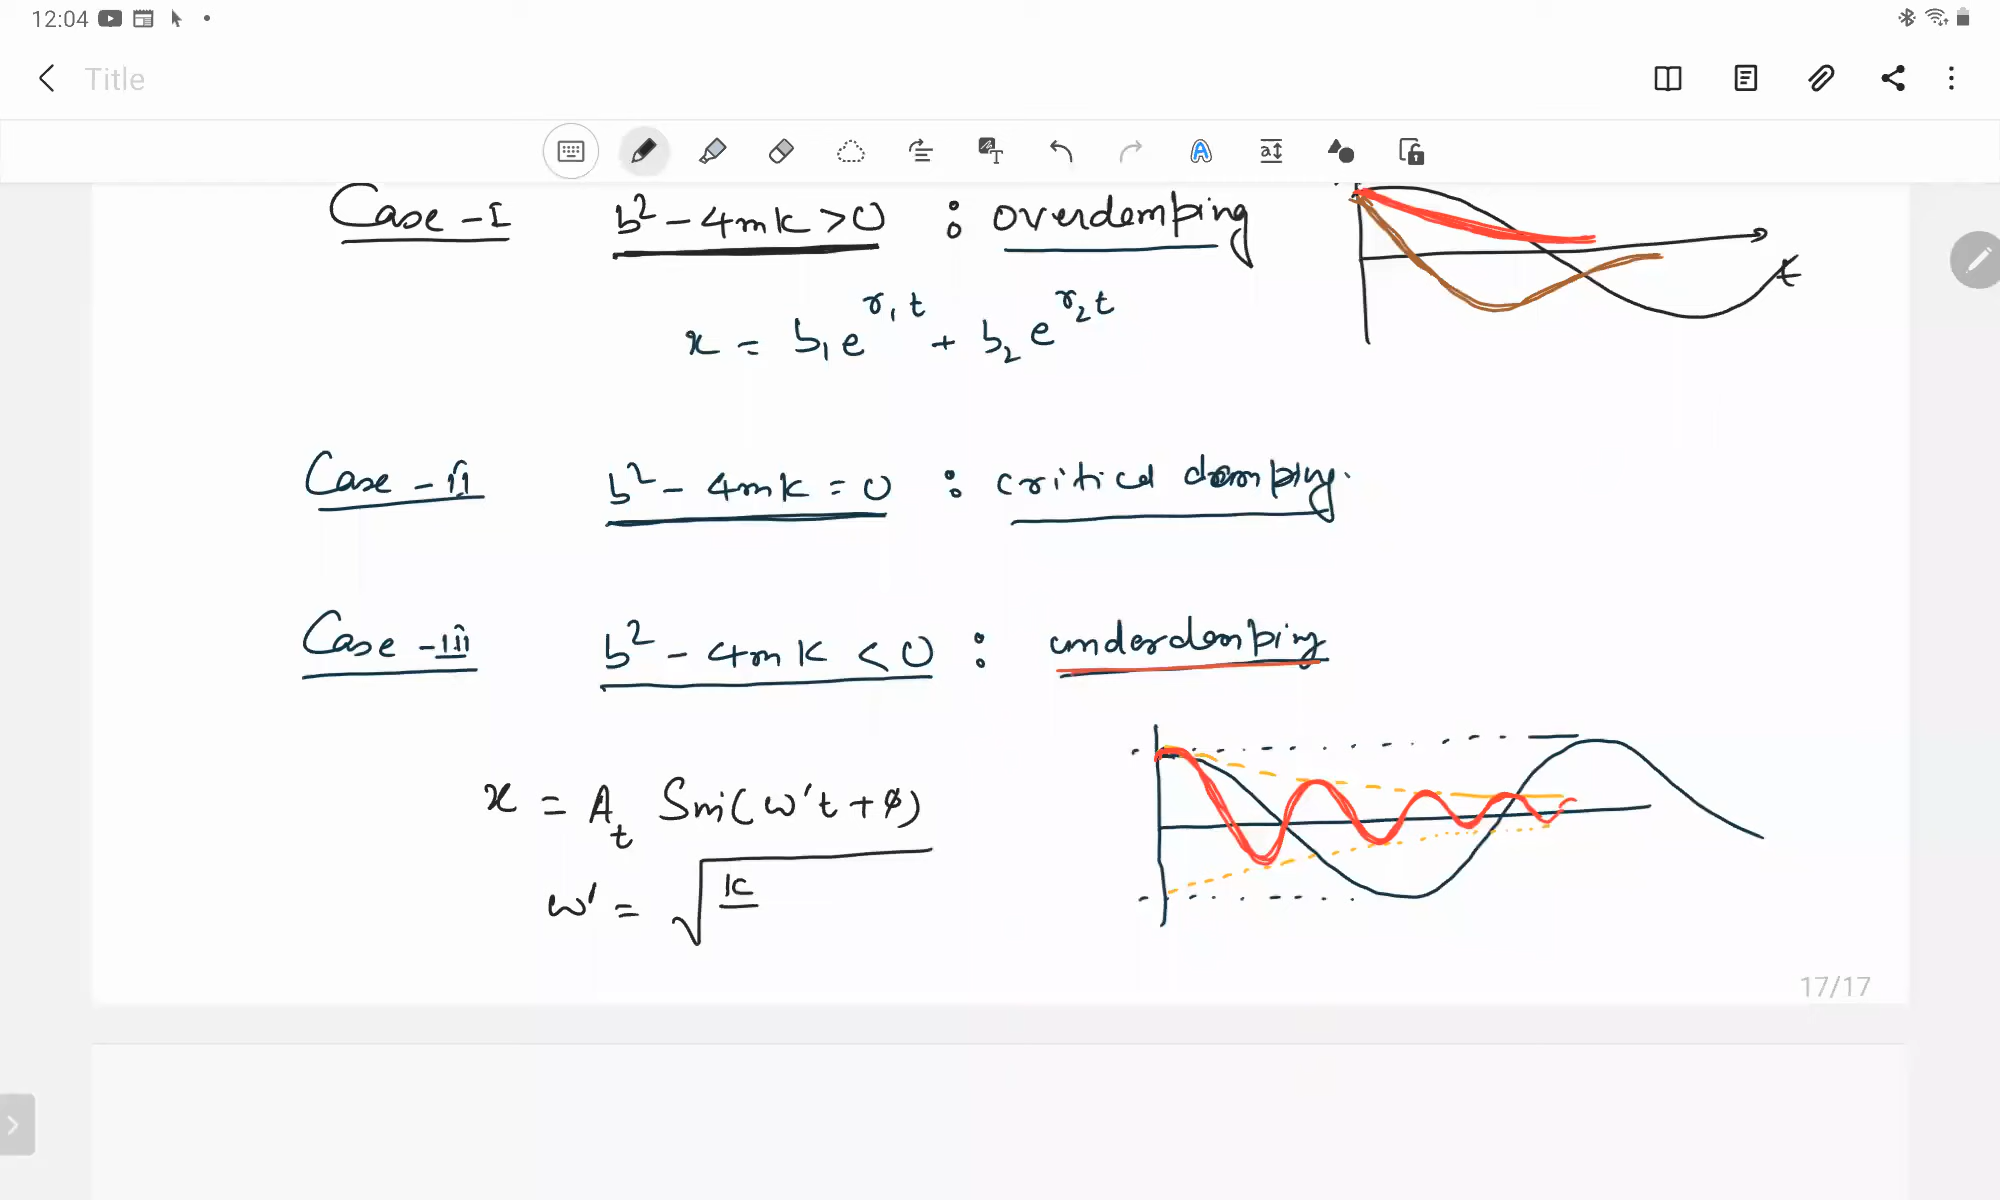 12:04
Title
Case - I b² - 4mk > 0 : overdamping
t
x = b₁e^{r₁t} + b₂e^{r₂t}
Case - ii b² - 4mk = 0 : critical damping.
Case - iii b² - 4mk < 0 : underdamping
x = A_t Sin(ω't + φ)
ω' = √k
17/17